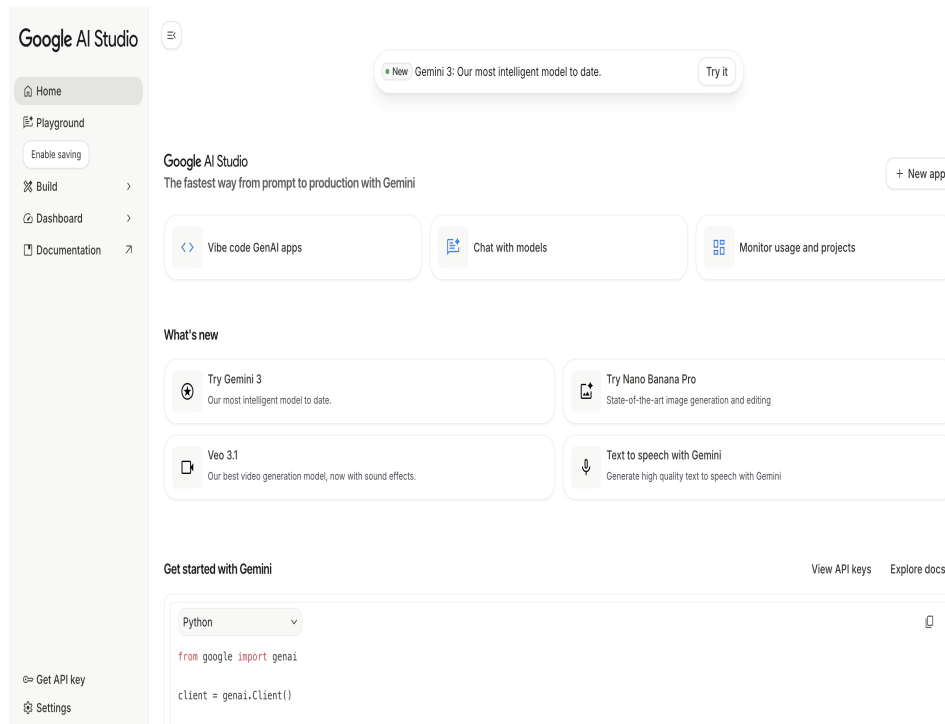 Google AI Studio
Home
Playground
Enable saving
Build
Dashboard
Documentation
Get API key
Settings
New Gemini 3: Our most intelligent model to date. Try it
Google AI Studio
The fastest way from prompt to production with Gemini
+ New app
Vibe code GenAI apps
Chat with models
Monitor usage and projects
What's new
Try Gemini 3
Our most intelligent model to date.
Try Nano Banana Pro
State-of-the-art image generation and editing
Veo 3.1
Our best video generation model, now with sound effects.
Text to speech with Gemini
Generate high quality text to speech with Gemini
Get started with Gemini
View API keys
Explore docs
Python
from google import genai
client = genai.Client()